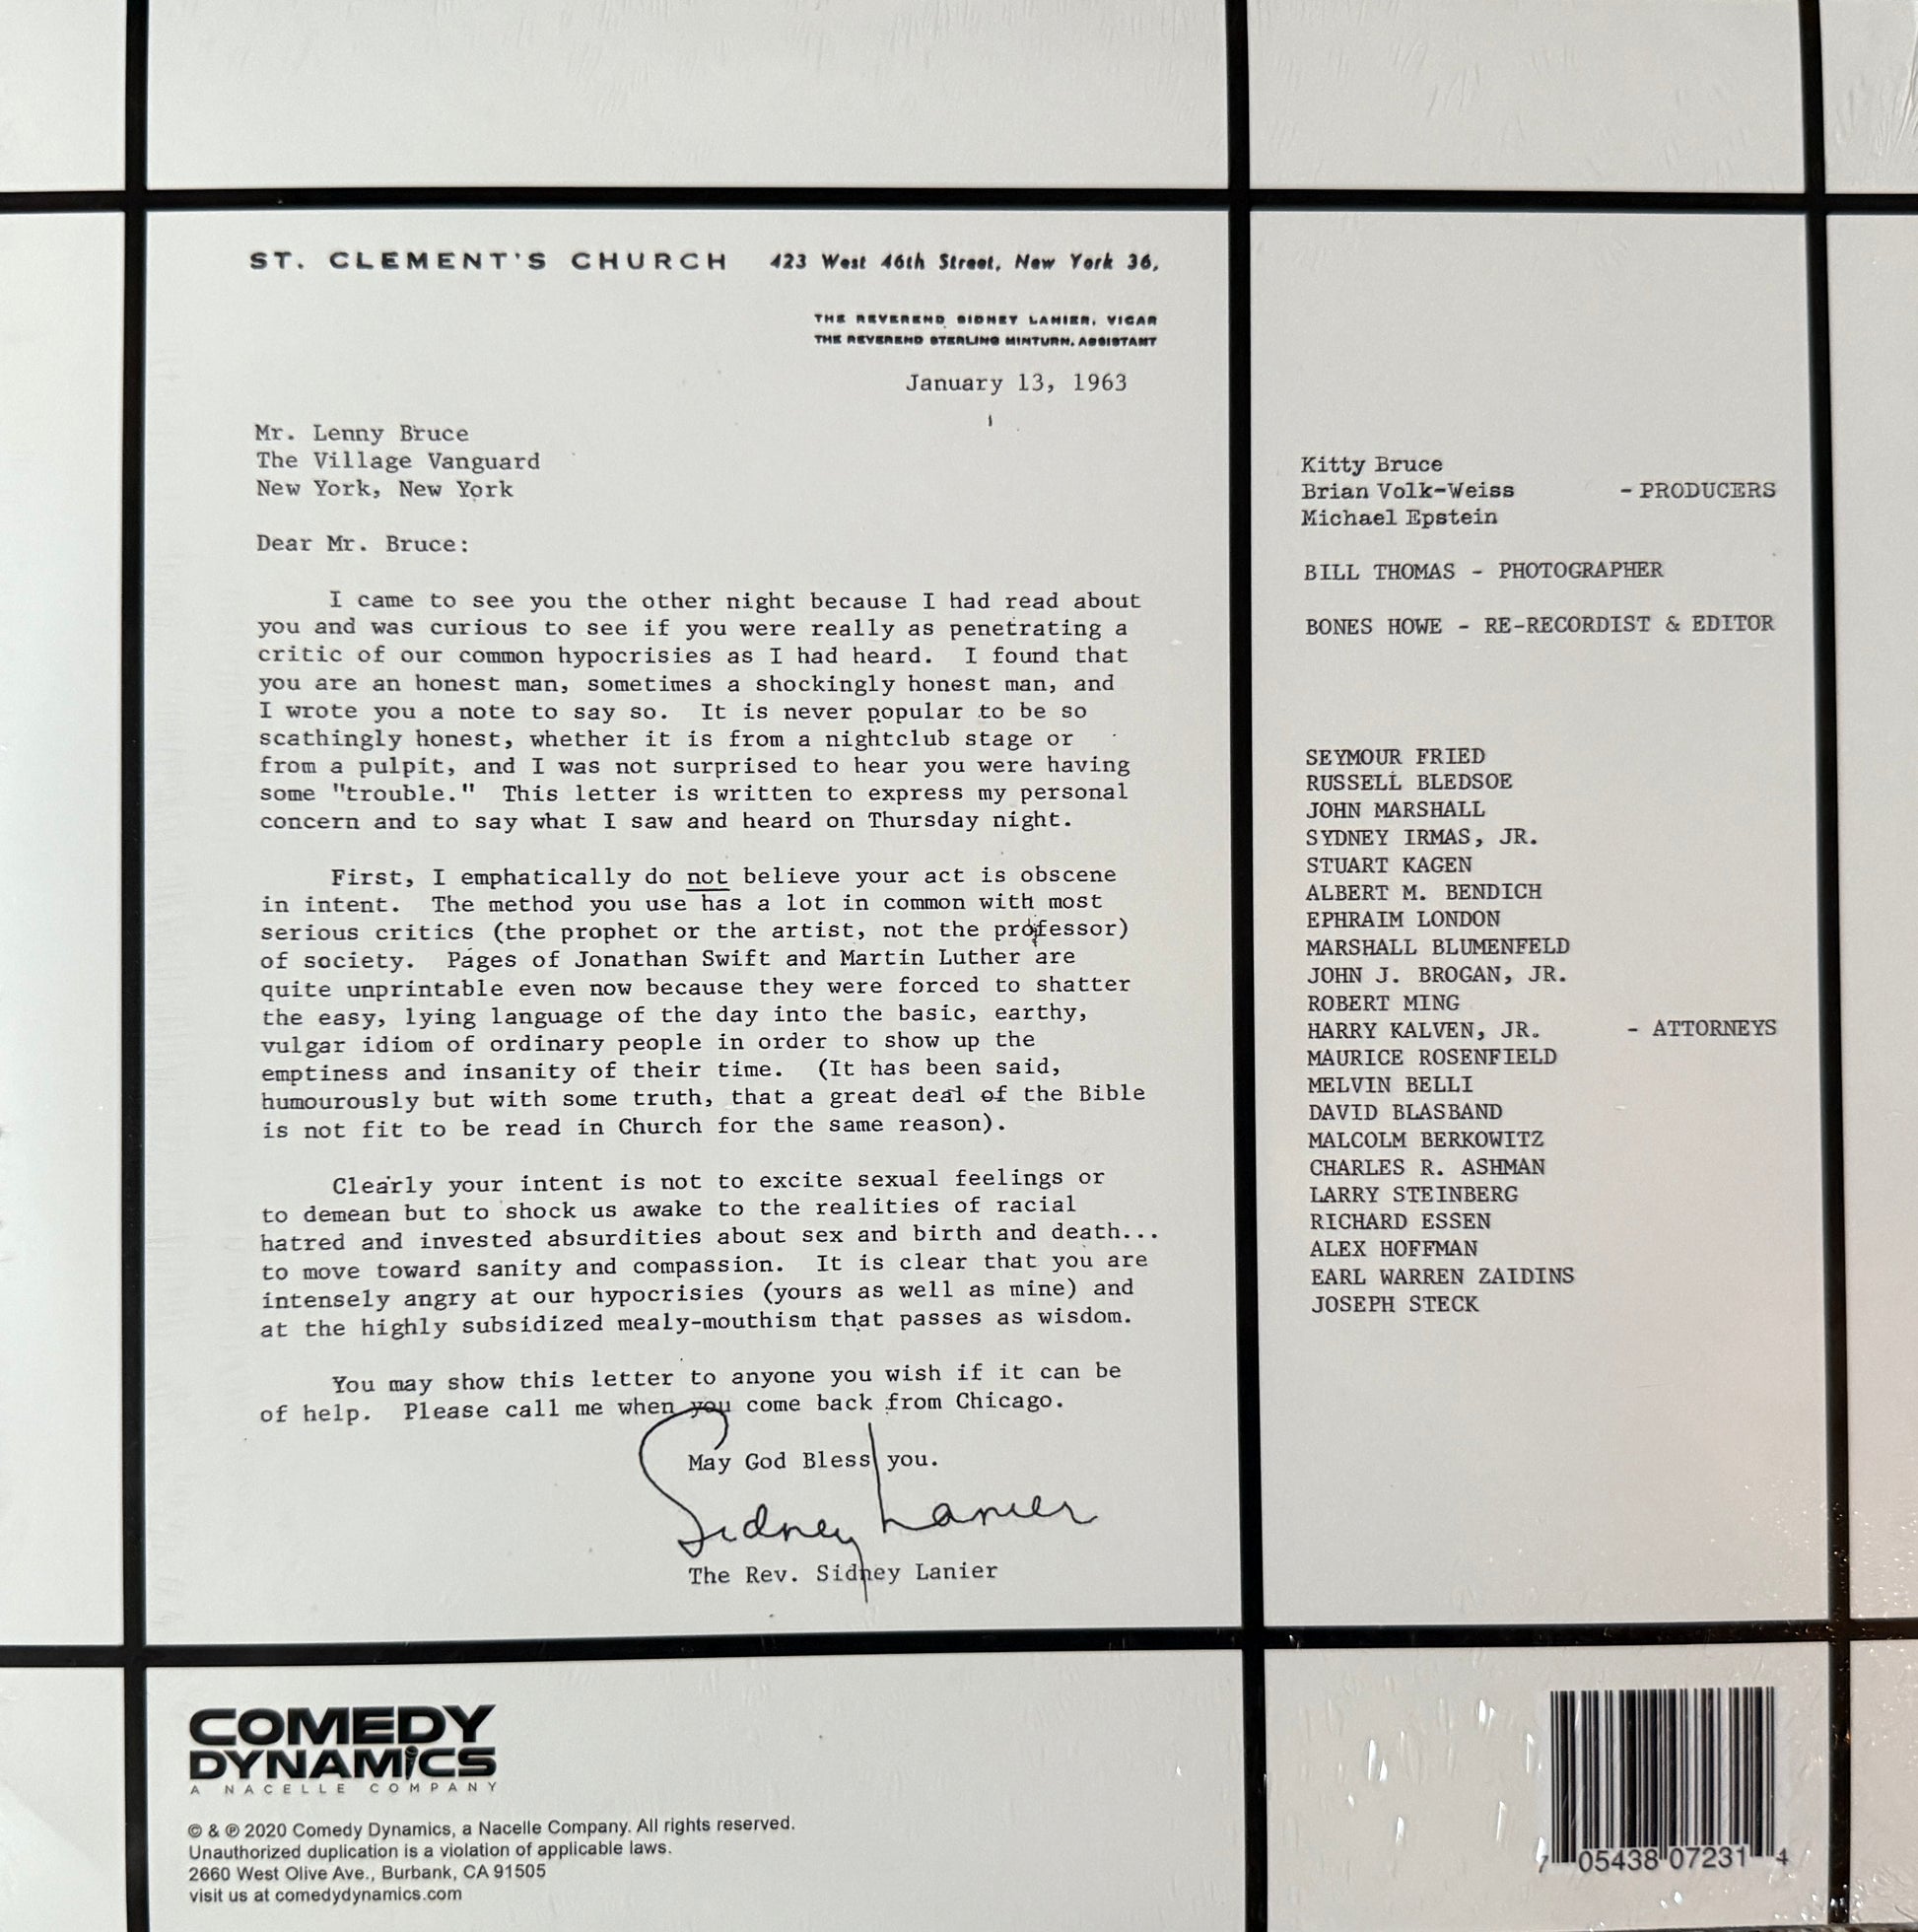 ST. CLEMENT'S CHURCH 423 West 46th Street, New York 36,
THE REVEREND SIDNEY LANIER, VICAR
THE REVEREND STERLING MINTURN, ASSISTANT
January 13, 1963
Mr. Lenny Bruce
The Village Vanguard
New York, New York
Dear Mr. Bruce:
I came to see you the other night because I had read about
you and was curious to see if you were really as penetrating a
critic of our common hypocrisies as I had heard. I found that
you are an honest man, sometimes a shockingly honest man, and
I wrote you a note to say so. It is never popular to be so
scathingly honest, whether it is from a nightclub stage or
from a pulpit, and I was not surprised to hear you were having
some "trouble." This letter is written to express my personal
concern and to say what I saw and heard on Thursday night.
First, I emphatically do not believe your act is obscene
in intent. The method you use has a lot in common with most
serious critics (the prophet or the artist, not the professor)
of society. Pages of Jonathan Swift and Martin Luther are
quite unprintable even now because they were forced to shatter
the easy, lying language of the day into the basic, earthy,
vulgar idiom of ordinary people in order to show up the
emptiness and insanity of their time. (It has been said,
humourously but with some truth, that a great deal of the Bible
is not fit to be read in Church for the same reason).
Clearly your intent is not to excite sexual feelings or
to demean but to shock us awake to the realities of racial
hatred and invested absurdities about sex and birth and death...
to move toward sanity and compassion. It is clear that you are
intensely angry at our hypocrisies (yours as well as mine) and
at the highly subsidized mealy-mouthism that passes as wisdom.
You may show this letter to anyone you wish if it can be
of help. Please call me when you come back from Chicago.
May God Bless you.
Sidney Lanier
The Rev. Sidney Lanier
Kitty Bruce
Brian Volk-Weiss - PRODUCERS
Michael Epstein
BILL THOMAS - PHOTOGRAPHER
BONES HOWE - RE-RECORDIST & EDITOR
SEYMOUR FRIED
RUSSELL BLEDSOE
JOHN MARSHALL
SYDNEY IRMAS, JR.
STUART KAGEN
ALBERT M. BENDICH
EPHRAIM LONDON
MARSHALL BLUMENFELD
JOHN J. BROGAN, JR.
ROBERT MING
HARRY KALVEN, JR. - ATTORNEYS
MAURICE ROSENFIELD
MELVIN BELLI
DAVID BLASBAND
MALCOLM BERKOWITZ
CHARLES R. ASHMAN
LARRY STEINBERG
RICHARD ESSEN
ALEX HOFFMAN
EARL WARREN ZAIDINS
JOSEPH STECK
COMEDY
DYNAMICS
A NACELLE COMPANY
© & ℗ 2020 Comedy Dynamics, a Nacelle Company. All rights reserved.
Unauthorized duplication is a violation of applicable laws.
2660 West Olive Ave., Burbank, CA 91505
visit us at comedydynamics.com
7 05438 07231 4